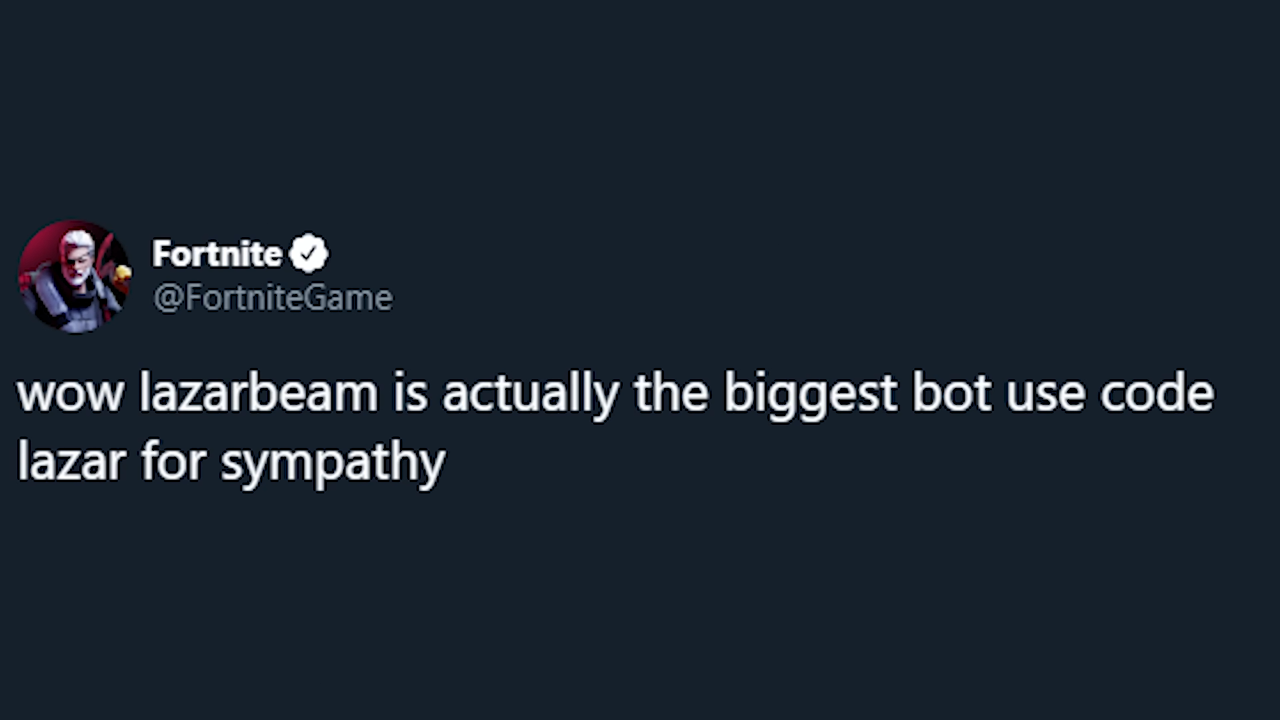 Fortnite
@FortniteGame
wow lazarbeam is actually the biggest bot use code
lazar for sympathy